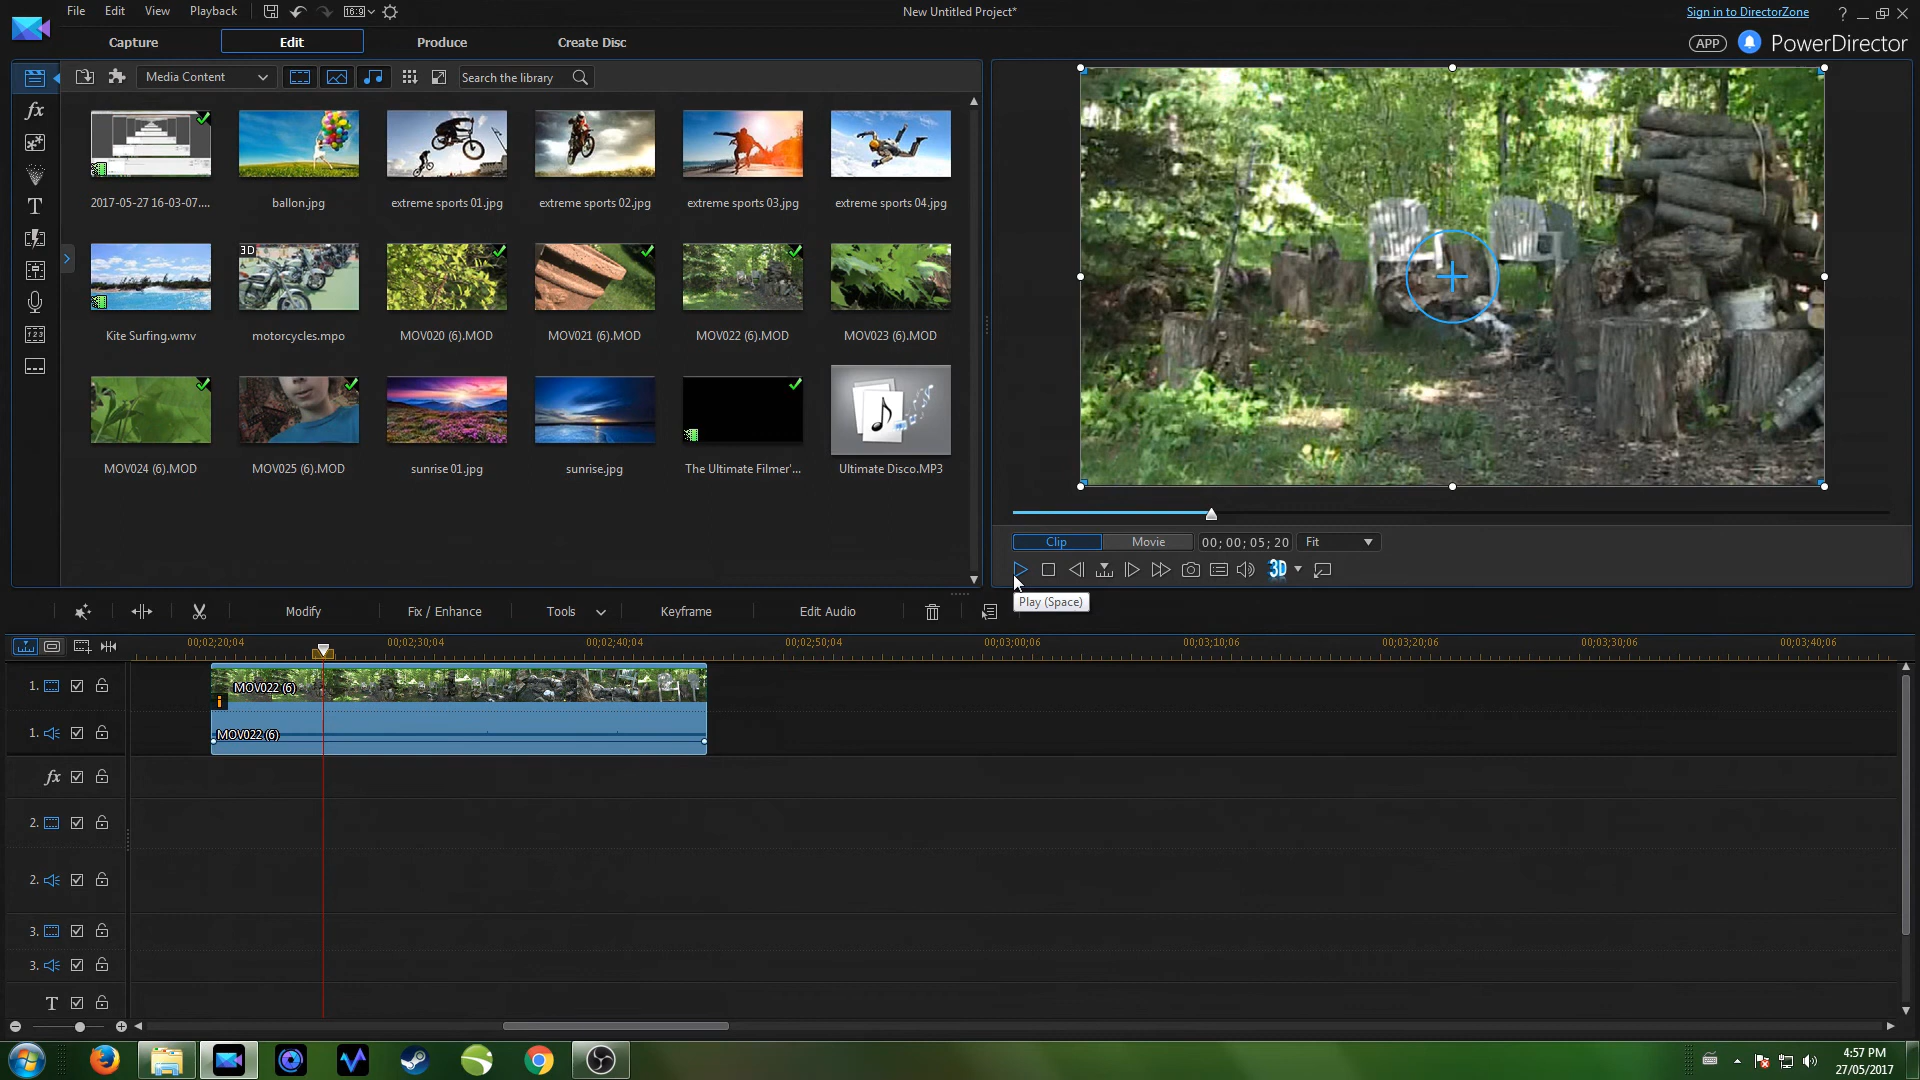 File Edit View Playback 16:9 New Untitled Project* Sign in to DirectorZone ?
Capture Edit Produce Create Disc APP PowerDirector
Media Content Search the library
2017-05-27 16-03-07.... ballon.jpg extreme sports 01.jpg extreme sports 02.jpg extreme sports 03.jpg extreme sports 04.jpg
3D
Kite Surfing.wmv motorcycles.mpo MOV020 (6).MOD MOV021 (6).MOD MOV022 (6).MOD MOV023 (6).MOD
MOV024 (6).MOD MOV025 (6).MOD sunrise 01.jpg sunrise.jpg The Ultimate Filmer'... Ultimate Disco.MP3
fx
T
123
Clip Movie 00; 00; 05; 20 Fit
3D
Play (Space)
Modify Fix / Enhance Tools Keyframe Edit Audio
00;02;20;04 00;02;30;04 00;02;40;04 00;02;50;04 00;03;00;06 00;03;10;06 00;03;20;06 00;03;30;06 00;03;40;06
1. MOV022 (6)
i
1. MOV022 (6)
fx
2.
2.
3.
3.
T
4:57 PM
27/05/2017